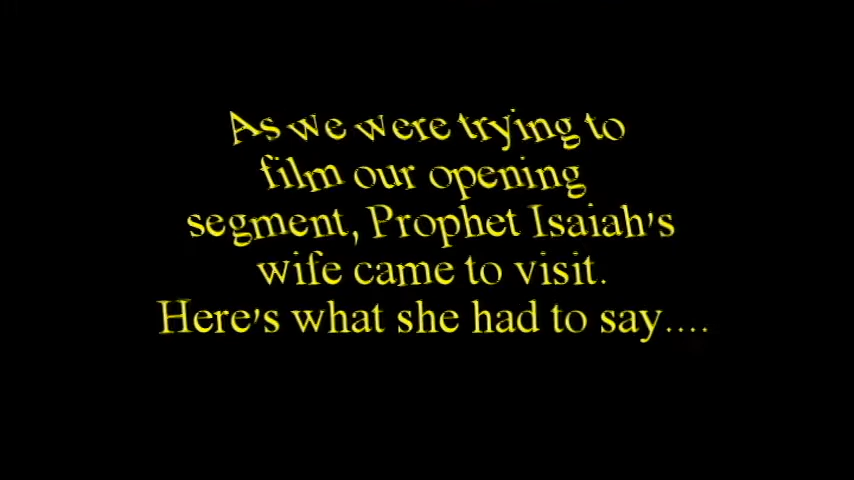 As we were trying to
film our opening
segment, Prophet Isaiah's
wife came to visit.
Here's what she had to say....